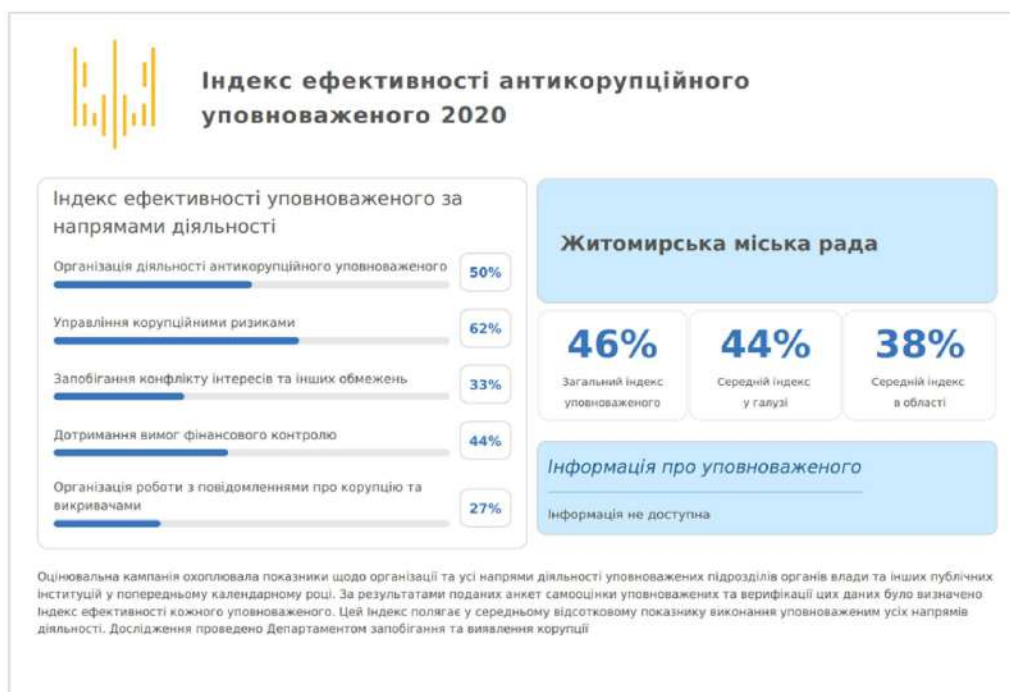 Індекс ефективності антикорупційного
уповноваженого 2020
Індекс ефективності уповноваженого за
напрямами діяльності
Організація діяльності антикорупційного уповноваженого
50%
Управління корупційними ризиками
62%
Запобігання конфлікту інтересів та інших обмежень
33%
Дотримання вимог фінансового контролю
44%
Організація роботи з повідомленнями про корупцію та
викривачами
27%
Житомирська міська рада
46%
Загальний індекс
уповноваженого
44%
Середній індекс
у галузі
38%
Середній індекс
в області
Інформація про уповноваженого
Інформація не доступна
Оцінювальна кампанія охоплювала показники щодо організації та усі напрями діяльності уповноважених підрозділів органів влади та інших публічних
інституцій у попередньому календарному році. За результатами поданих анкет самооцінки уповноважених та верифікації цих даних було визначено
Індекс ефективності кожного уповноваженого. Цей Індекс полягає у середньому відсотковому показнику виконання уповноваженим усіх напрямів
діяльності. Дослідження проведено Департаментом запобігання та виявлення корупції